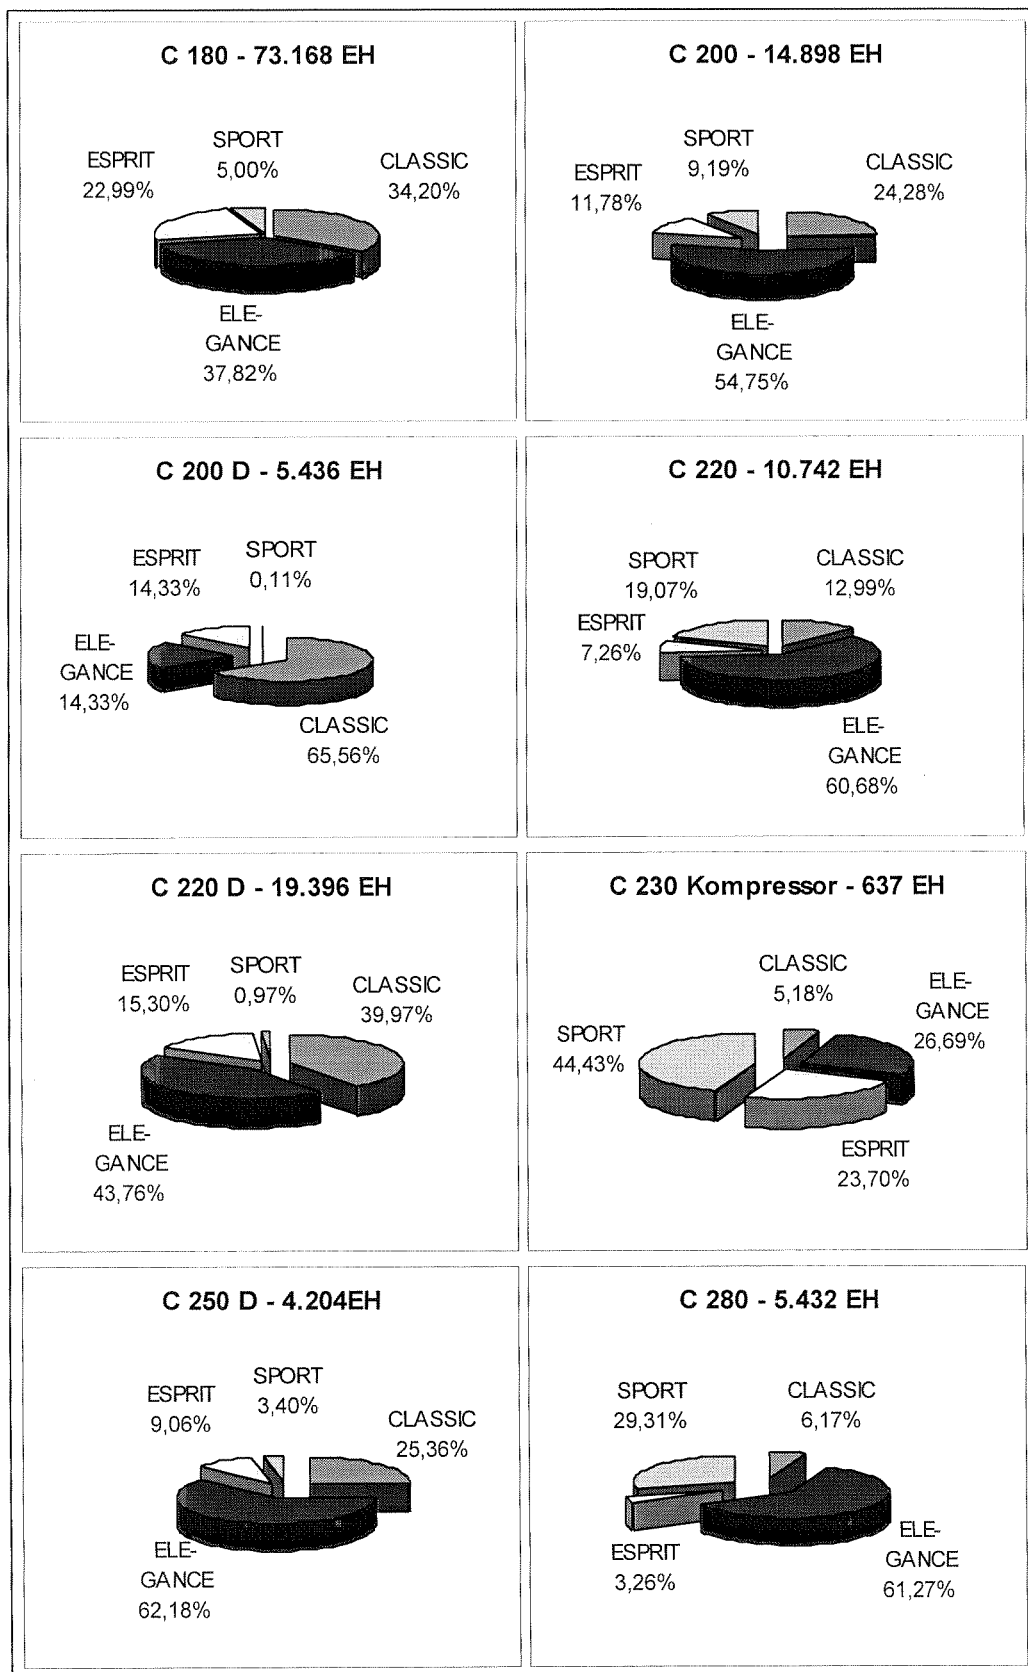 C 180 - 73.168 EH
SPORT
5,00%
ESPRIT
22,99%
CLASSIC
34,20%
ELE-
GANCE
37,82%
C 200 - 14.898 EH
SPORT
9,19%
ESPRIT
11,78%
CLASSIC
24,28%
ELE-
GANCE
54,75%
C 200 D - 5.436 EH
ESPRIT
14,33%
SPORT
0,11%
ELE-
GANCE
14,33%
CLASSIC
65,56%
C 220 - 10.742 EH
SPORT
19,07%
CLASSIC
12,99%
ESPRIT
7,26%
ELE-
GANCE
60,68%
C 220 D - 19.396 EH
ESPRIT
15,30%
SPORT
0,97%
CLASSIC
39,97%
ELE-
GANCE
43,76%
C 230 Kompressor - 637 EH
CLASSIC
5,18%
ELE-
GANCE
26,69%
SPORT
44,43%
ESPRIT
23,70%
C 250 D - 4.204EH
SPORT
3,40%
ESPRIT
9,06%
CLASSIC
25,36%
ELE-
GANCE
62,18%
C 280 - 5.432 EH
SPORT
29,31%
CLASSIC
6,17%
ESPRIT
3,26%
ELE-
GANCE
61,27%